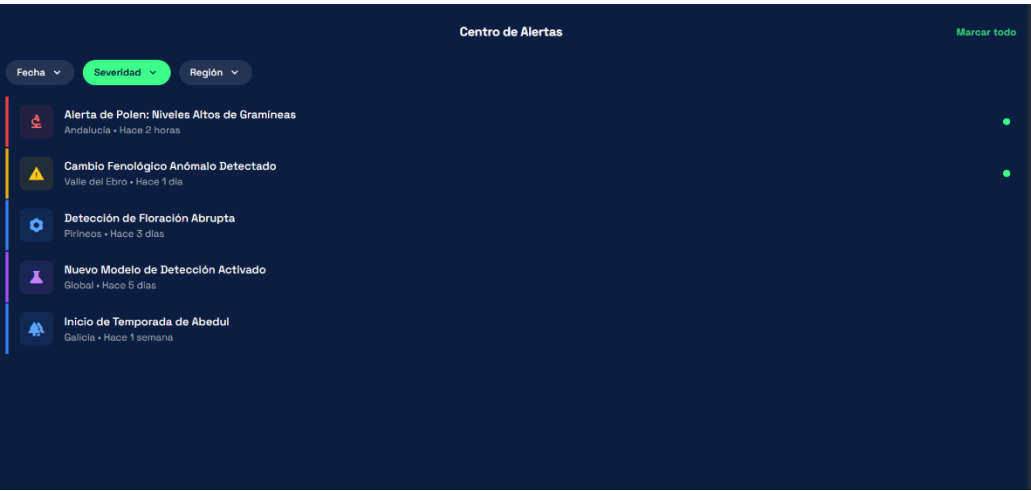 Centro de Alertas
Marcar todo
Fecha
Severidad
Región
Alerta de Polen: Niveles Altos de Gramíneas
Andalucía • Hace 2 horas
Cambio Fenológico Anómalo Detectado
Valle del Ebro • Hace 1 día
Detección de Floración Abrupta
Pirineos • Hace 3 días
Nuevo Modelo de Detección Activado
Global • Hace 5 días
Inicio de Temporada de Abedul
Galicia • Hace 1 semana